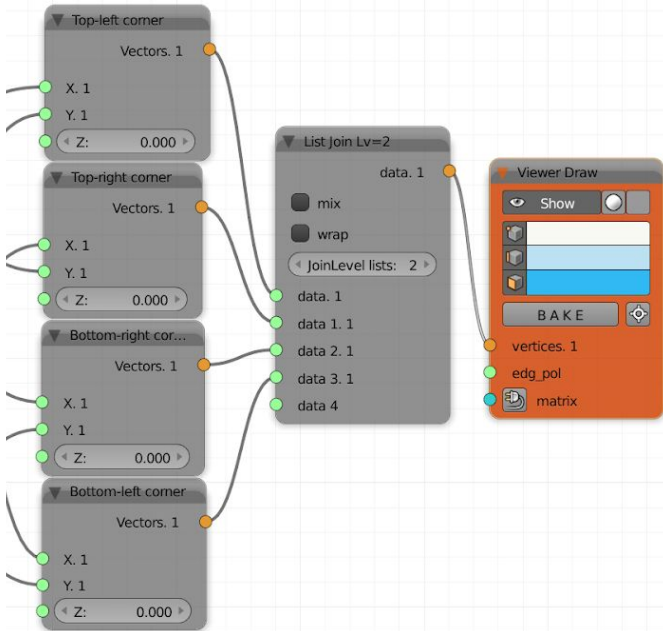 Top-left corner
Vectors. 1
X. 1
Y. 1
Z: 0.000
Top-right corner
Vectors. 1
X. 1
Y. 1
Z: 0.000
Bottom-right cor...
Vectors. 1
X. 1
Y. 1
Z: 0.000
Bottom-left corner
Vectors. 1
X. 1
Y. 1
Z: 0.000
List Join Lv=2
data. 1
mix
wrap
JoinLevel lists: 2
data. 1
data 1. 1
data 2. 1
data 3. 1
data 4
Viewer Draw
Show
B A K E
vertices. 1
edg_pol
matrix